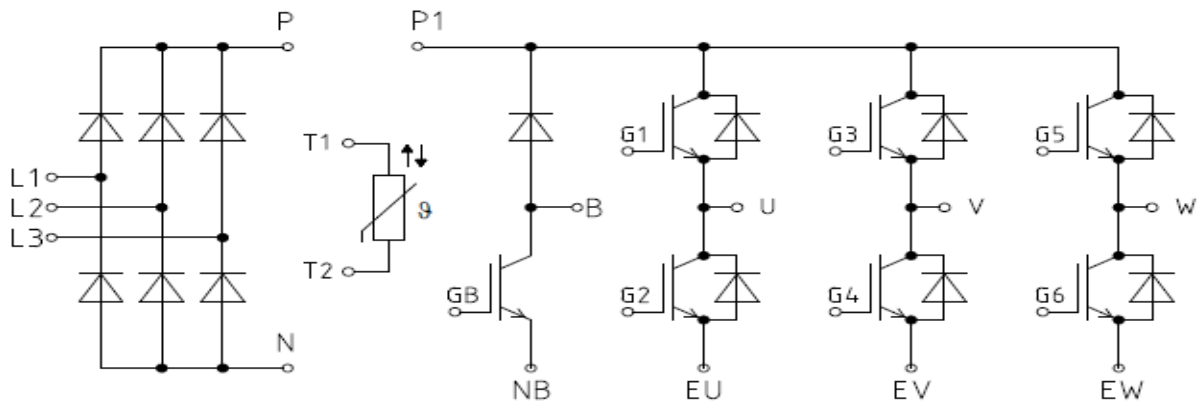 P P1
T1 G1 G3 G5
L1
L2 ϑ B U V W
L3
T2
GB G2 G4 G6
N
NB EU EV EW